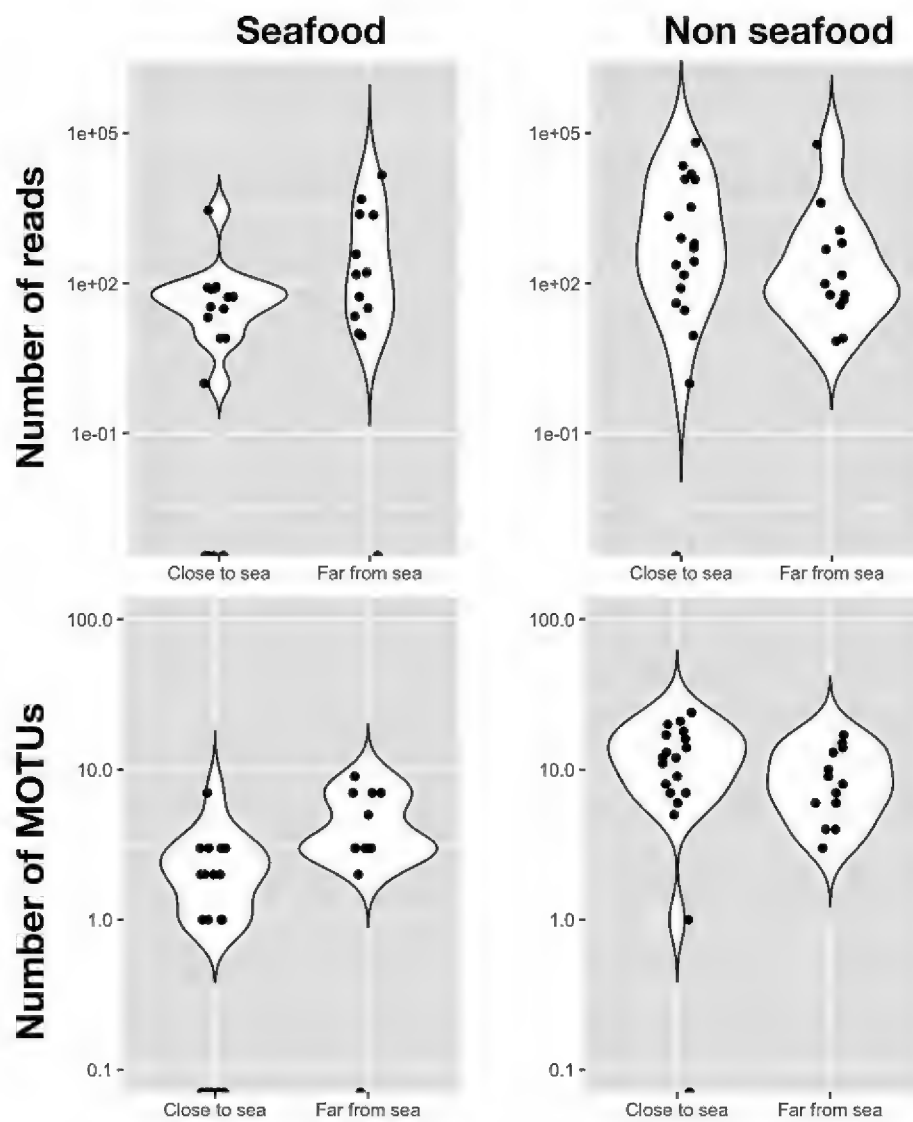 Seafood
Non seafood
Number of reads
1e+05
1e+02
1e-01
1e+05
1e+02
1e-01
Close to sea
Far from sea
Close to sea
Far from sea
Number of MOTUs
100.0
10.0
1.0
0.1
100.0
10.0
1.0
0.1
Close to sea
Far from sea
Close to sea
Far from sea